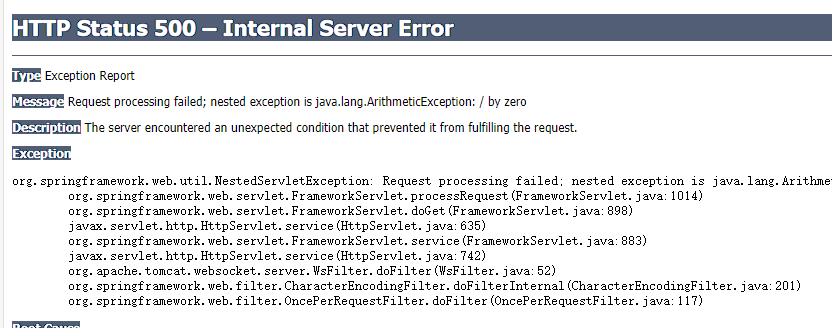 HTTP Status 500 – Internal Server Error
Type Exception Report
Message Request processing failed; nested exception is java.lang.ArithmeticException: / by zero
Description The server encountered an unexpected condition that prevented it from fulfilling the request.
Exception
org.springframework.web.util.NestedServletException: Request processing failed; nested exception is java.lang.Arithme
org.springframework.web.servlet.FrameworkServlet.processRequest(FrameworkServlet.java:1014)
org.springframework.web.servlet.FrameworkServlet.doGet(FrameworkServlet.java:898)
javax.servlet.http.HttpServlet.service(HttpServlet.java:635)
org.springframework.web.servlet.FrameworkServlet.service(FrameworkServlet.java:883)
javax.servlet.http.HttpServlet.service(HttpServlet.java:742)
org.apache.tomcat.websocket.server.WsFilter.doFilter(WsFilter.java:52)
org.springframework.web.filter.CharacterEncodingFilter.doFilterInternal(CharacterEncodingFilter.java:201)
org.springframework.web.filter.OncePerRequestFilter.doFilter(OncePerRequestFilter.java:117)
Root Cause